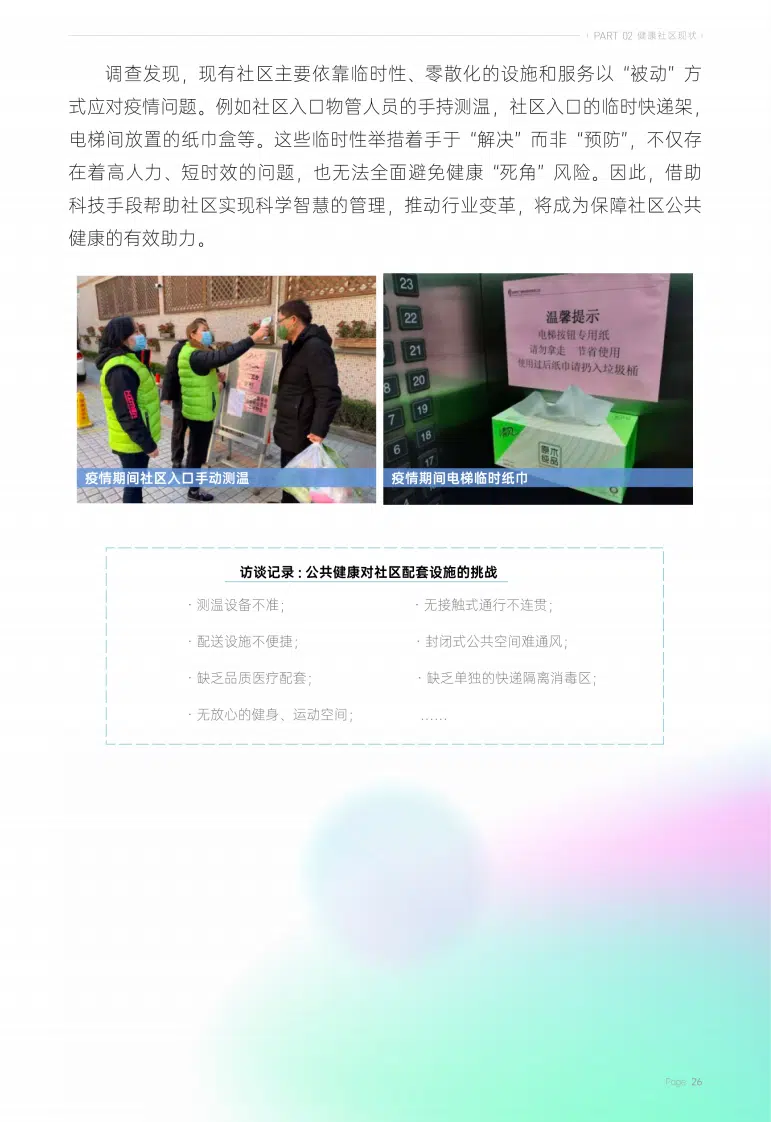 PART 02 健康社区现状
调查发现，现有社区主要依靠临时性、零散化的设施和服务以“被动”方
式应对疫情问题。例如社区入口物管人员的手持测温，社区入口的临时快递架，
电梯间放置的纸巾盒等。这些临时性举措着手于“解决”而非“预防”，不仅存
在着高人力、短时效的问题，也无法全面避免健康“死角”风险。因此，借助
科技手段帮助社区实现科学智慧的管理，推动行业变革，将成为保障社区公共
健康的有效助力。
疫情期间社区入口手动测温
23
22
21
20
19
18
17
7
6
温馨提示
电梯按钮专用纸
请勿拿走 节省使用
使用过后纸巾请扔入垃圾桶
原木
优品
疫情期间电梯临时纸巾
访谈记录：公共健康对社区配套设施的挑战
·测温设备不准；
·无接触式通行不连贯；
·配送设施不便捷；
·封闭式公共空间难通风；
·缺乏品质医疗配套；
·缺乏单独的快递隔离消毒区；
·无放心的健身、运动空间；
……
Page 26